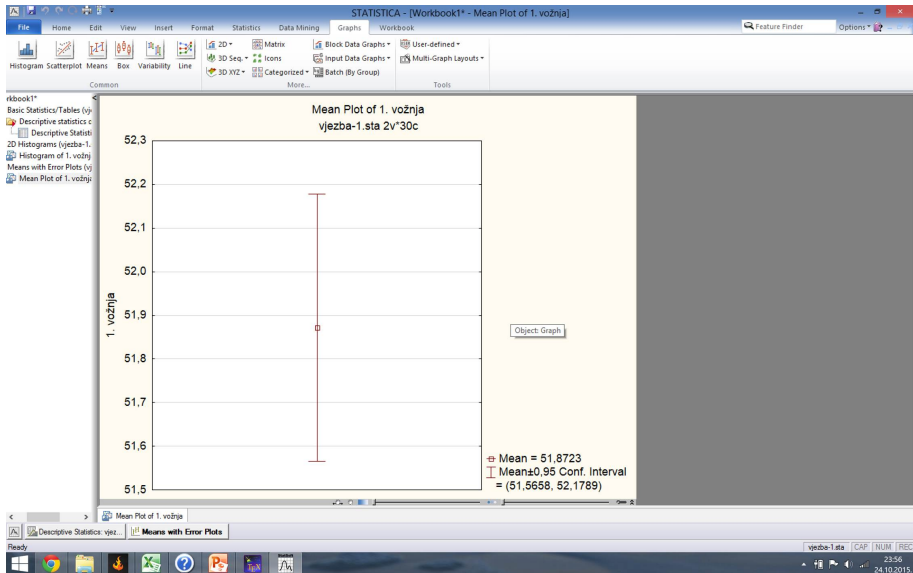 STATISTICA - [Workbook1* - Mean Plot of 1. vožnja]
File Home Edit View Insert Format Statistics Data Mining Graphs Workbook
Feature Finder
Options
Histogram Scatterplot Means Box Variability Line
Common
2D
3D Seq.
3D XYZ
Matrix
Icons
Categorized
Block Data Graphs
Input Data Graphs
Batch (By Group)
More...
User-defined
Multi-Graph Layouts
Tools
rkbook1*
Basic Statistics/Tables (vje
Descriptive statistics c
Descriptive Statisti
2D Histograms (vjezba-1.
Histogram of 1. vožnj
Means with Error Plots (vj
Mean Plot of 1. vožnja
Mean Plot of 1. vožnja
vjezba-1.sta 2v*30c
52,3
52,2
52,1
52,0
51,9
51,8
51,7
51,6
51,5
1. vožnja
Object: Graph
Mean = 51,8723
Mean±0,95 Conf. Interval
= (51,5658, 52,1789)
Mean Plot of 1. vožnja
Descriptive Statistics: vjez...
Means with Error Plots
Ready
vjezba-1.sta CAP NUM REC
23:56
24.10.2015